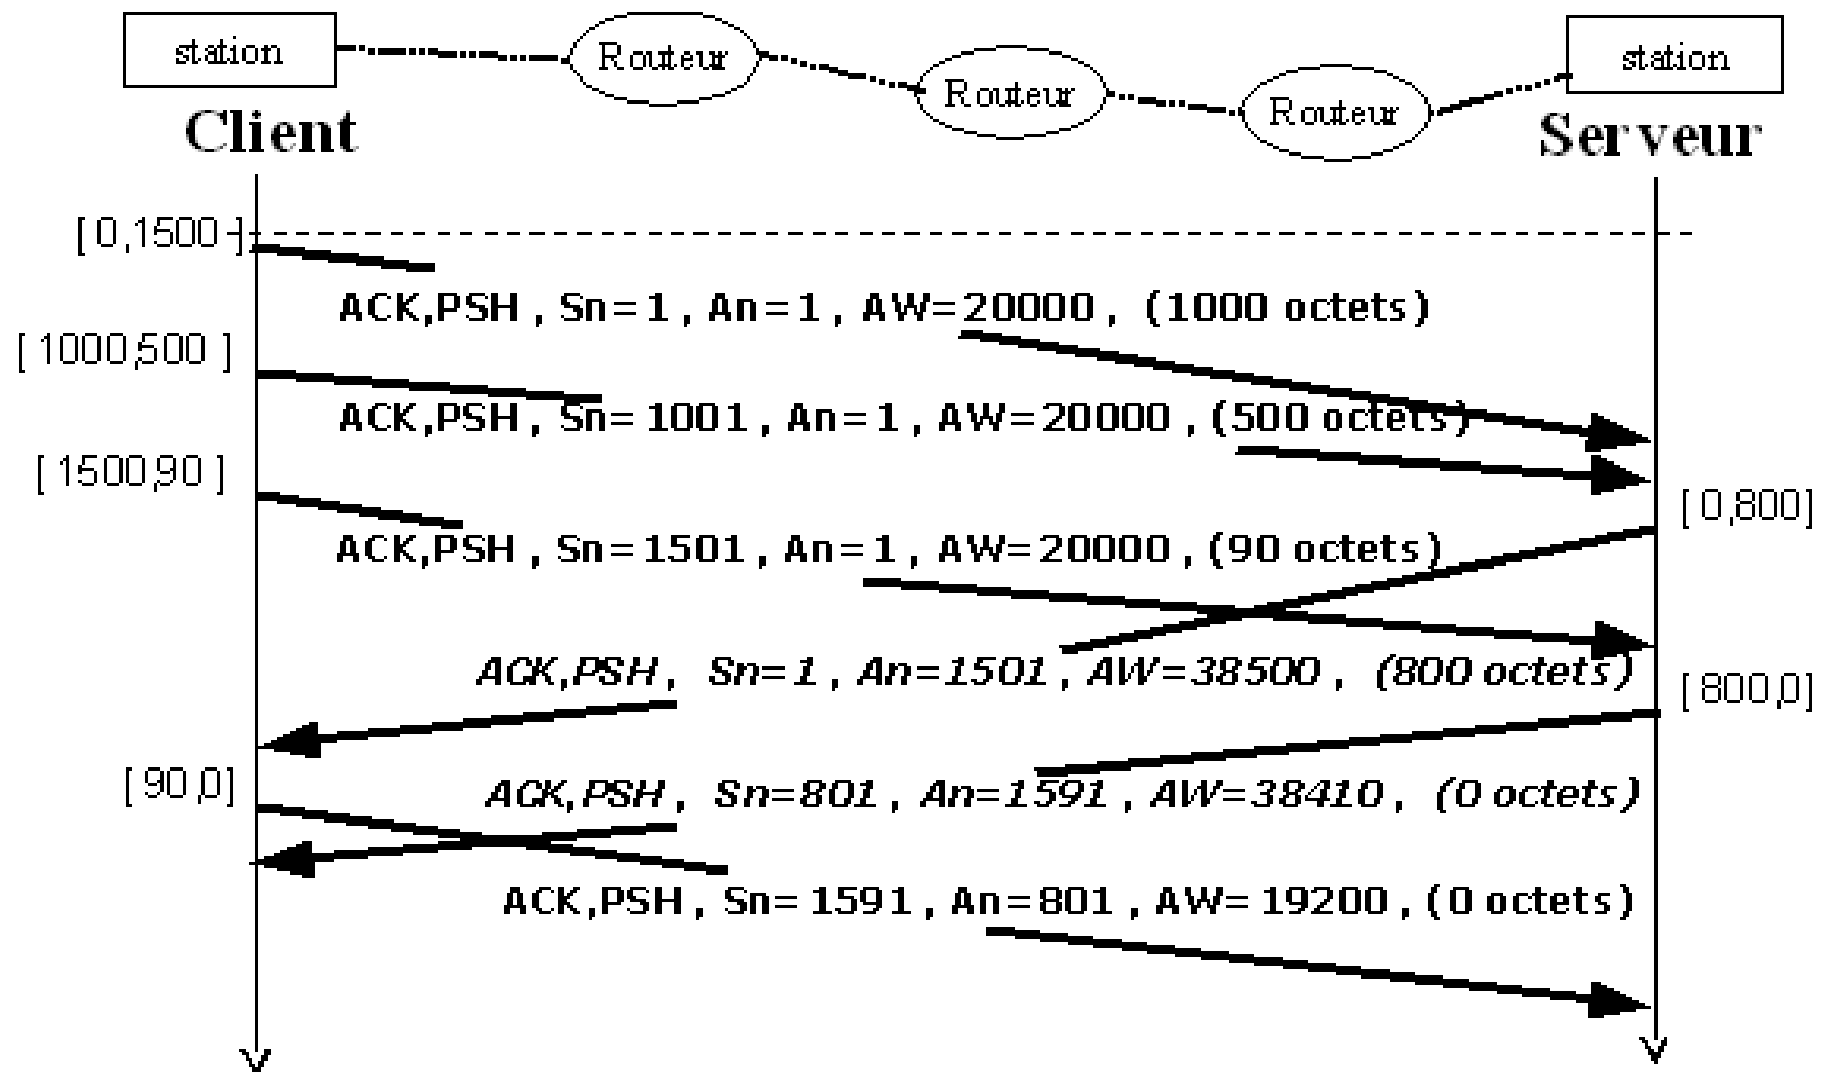 station
Routeur
Routeur
Routeur
station
Client
Serveur
[ 0,1500 ]
ACK,PSH , Sn=1 , An=1 , AW=20000 , (1000 octets)
[ 1000,500 ]
ACK,PSH , Sn=1001 , An=1 , AW=20000 , (500 octets)
[ 1500,90 ]
[ 0,800]
ACK,PSH , Sn=1501 , An=1 , AW=20000 , (90 octets)
ACK,PSH, Sn=1 , An=1501 , AW=38500 , (800 octets)
[ 800,0]
[ 90,0]
ACK,PSH, Sn=801 , An=1591 , AW=38410 , (0 octets)
ACK,PSH , Sn= 1591 , An=801 , AW= 19200 , (0 octets)